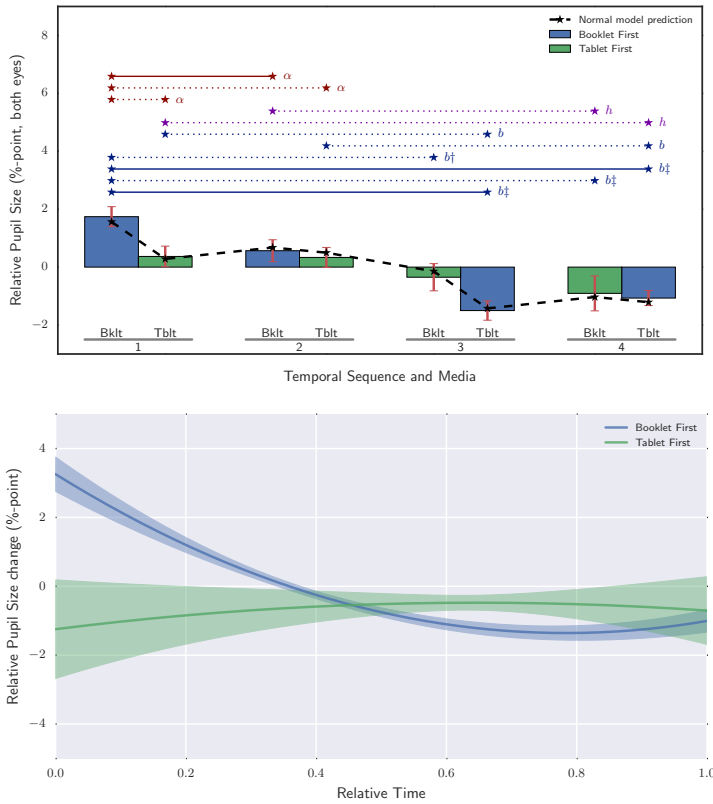 Normal model prediction
Booklet First
Tablet First
Relative Pupil Size (%-point, both eyes)
8
6
4
2
0
−2
α
α
α
h
h
b
b
b†
b‡
b‡
b‡
Bklt Tblt Bklt Tblt Bklt Tblt Bklt Tblt
1 2 3 4
Temporal Sequence and Media
Booklet First
Tablet First
Relative Pupil Size change (%-point)
4
2
0
−2
−4
0.0 0.2 0.4 0.6 0.8 1.0
Relative Time